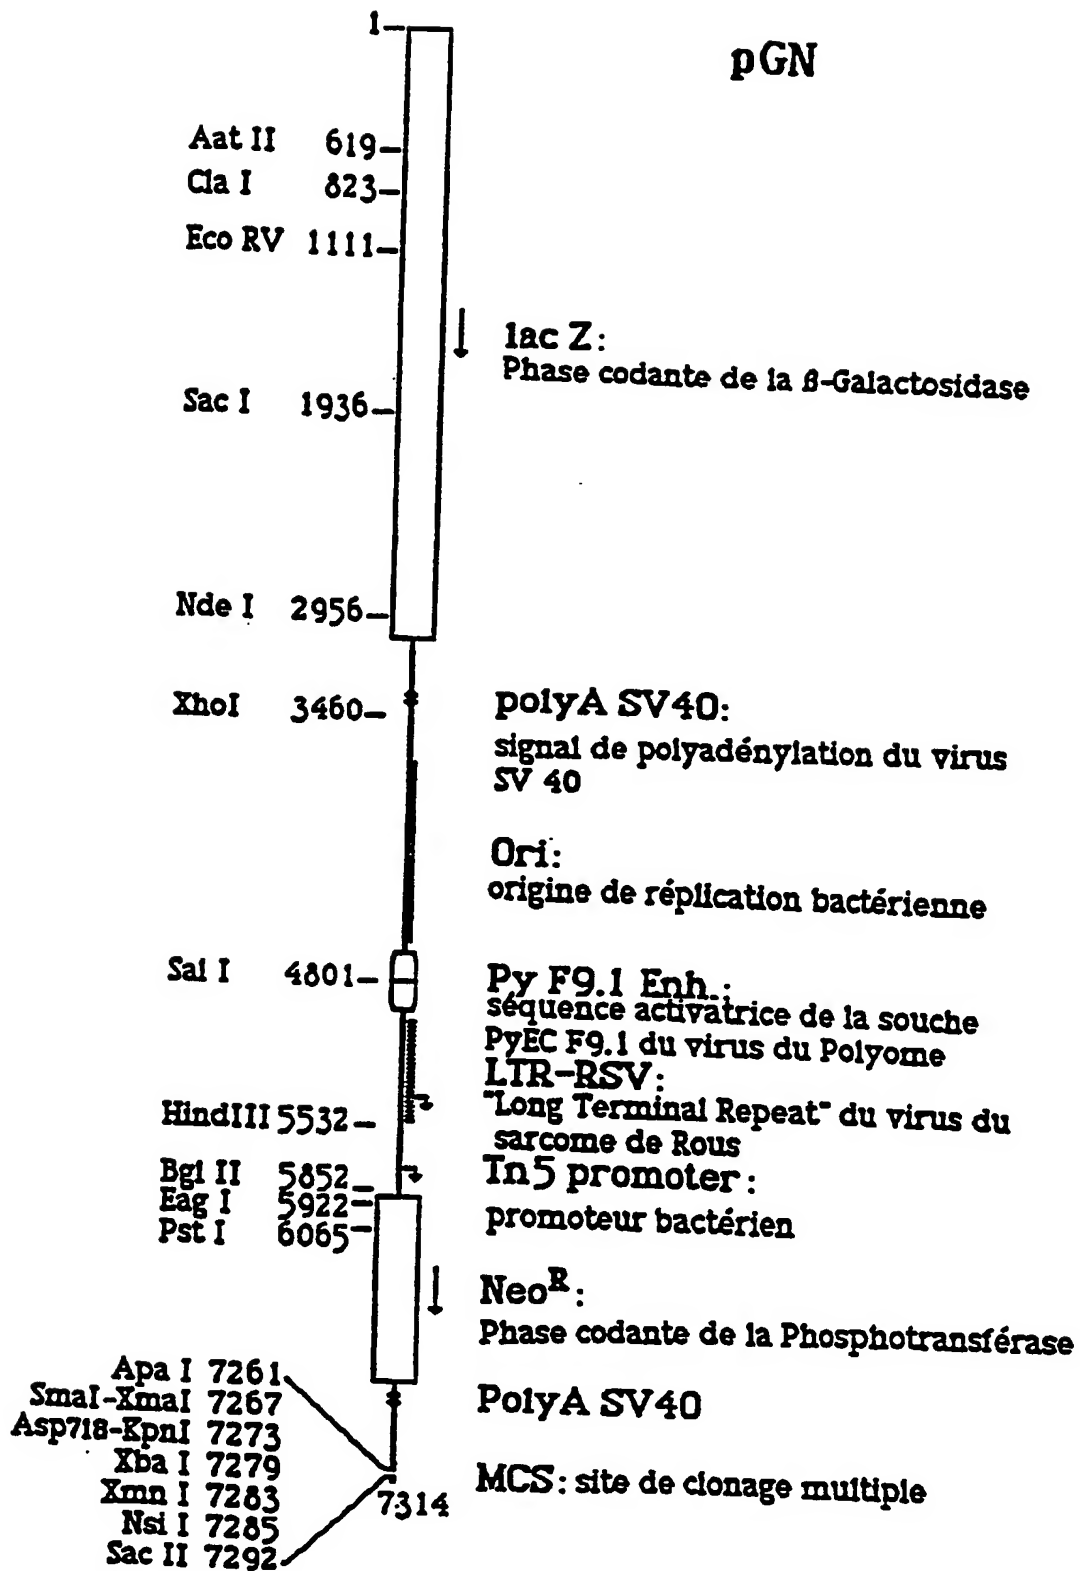 pGN
1
Aat II 619
Cla I 823
Eco RV 1111
lac Z:
Phase codante de la β-Galactosidase
Sac I 1936
Nde I 2956
XhoI 3460
polyA SV40:
signal de polyadénylation du virus
SV 40
Ori:
origine de réplication bactérienne
Sal I 4801
Py F9.1 Enh.:
séquence activatrice de la souche
PyEC F9.1 du virus du Polyome
LTR-RSV:
"Long Terminal Repeat" du virus du
sarcome de Rous
HindIII 5532
Bgl II 5852
Eag I 5922
Pst I 6065
Tn5 promoter:
promoteur bactérien
NeoR:
Phase codante de la Phosphotransférase
Apa I 7261
SmaI-XmaI 7267
Asp718-KpnI 7273
Xba I 7279
Xmn I 7283
Nsi I 7285
Sac II 7292
PolyA SV40
7314
MCS: site de clonage multiple